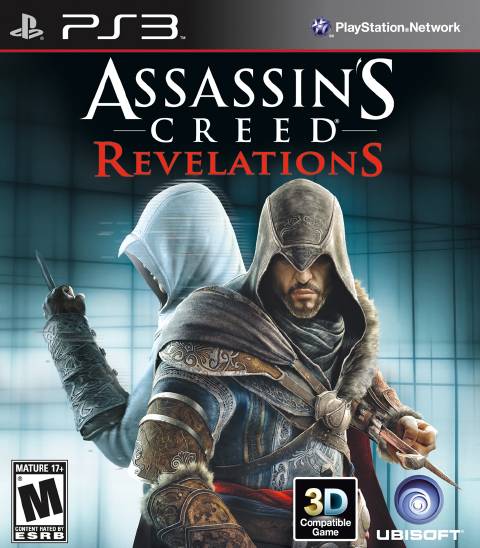 PS3
PlayStation®Network
ASSASSIN'S
CREED®
REVELATIONS
MATURE 17+
M
®
CONTENT RATED BY
ESRB
3D
Compatible
Game
UBISOFT